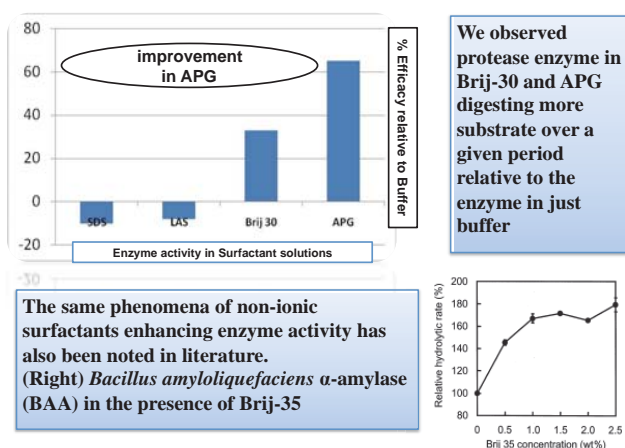 80
60
40
20
0
-20
improvement
in APG
SDS LAS Brij 30 APG
Enzyme activity in Surfactant solutions
% Efficacy relative to Buffer
-20
We observed
protease enzyme in
Brij-30 and APG
digesting more
substrate over a
given period
relative to the
enzyme in just
buffer
The same phenomena of non-ionic
surfactants enhancing enzyme activity has
also been noted in literature.
(Right) Bacillus amyloliquefaciens α-amylase
(BAA) in the presence of Brij-35
Relative hydrolytic rate (%)
200
180
160
140
120
100
80
0 0.5 1.0 1.5 2.0 2.5
Brij 35 concentration (wt%)